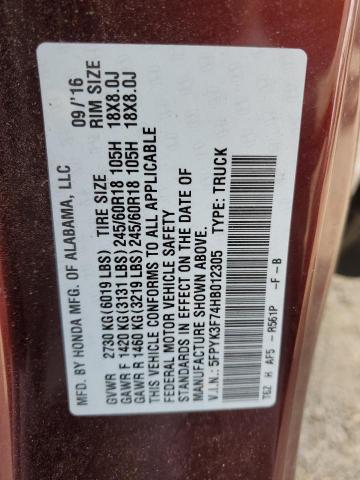 MFD. BY HONDA MFG. OF ALABAMA, LLC 09/'16
TIRE SIZE RIM SIZE
GVWR 2730 KG(6019 LBS)
GAWR F 1420 KG(3131 LBS) 245/60R18 105H 18X8.0J
GAWR R 1460 KG(3219 LBS) 245/60R18 105H 18X8.0J
THIS VEHICLE CONFORMS TO ALL APPLICABLE
FEDERAL MOTOR VEHICLE SAFETY
STANDARDS IN EFFECT ON THE DATE OF
MANUFACTURE SHOWN ABOVE.
V.I.N.: 5FPYK3F74HB012305 TYPE: TRUCK
T6Z H AF5 -R561P -F -B